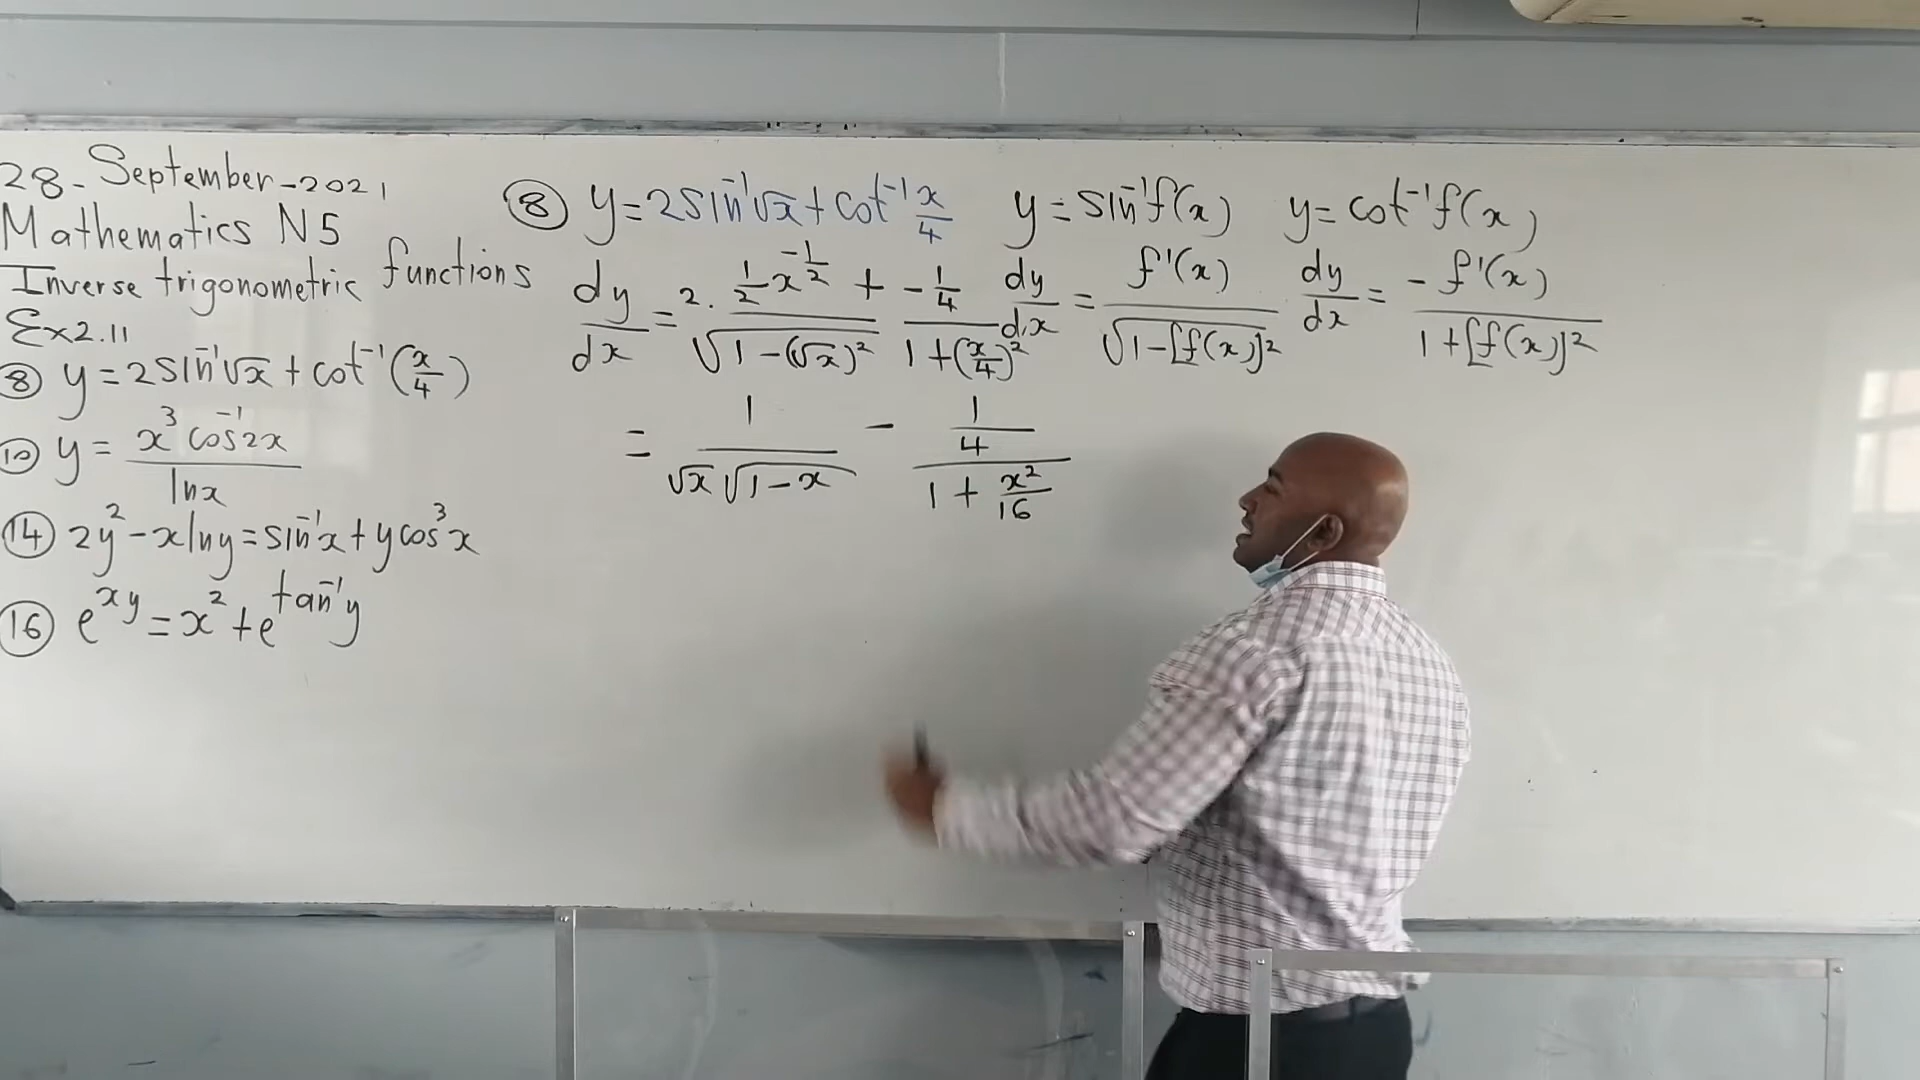 28-September-2021
Mathematics N5
Inverse trigonometric functions
Ex2.11
⑧ y=2sin⁻¹√x+cot⁻¹(x/4)
⑩ y= x³cos⁻¹2x/lnx
⑭ 2y²-xlny=sin⁻¹x+ycos³x
⑯ e^xy=x²+e^tan⁻¹y
⑧ y=2sin⁻¹√x+cot⁻¹x/4
dy/dx=2·(1/2 x^-1/2)/√(1-(√x)²) + (-1/4)/(1+(x/4)²)
= 1/(√x√(1-x)) - (1/4)/(1+x²/16)
y=sin⁻¹f(x)
dy/dx = f'(x)/√(1-[f(x)]²)
y=cot⁻¹f(x)
dy/dx = -f'(x)/(1+[f(x)]²)